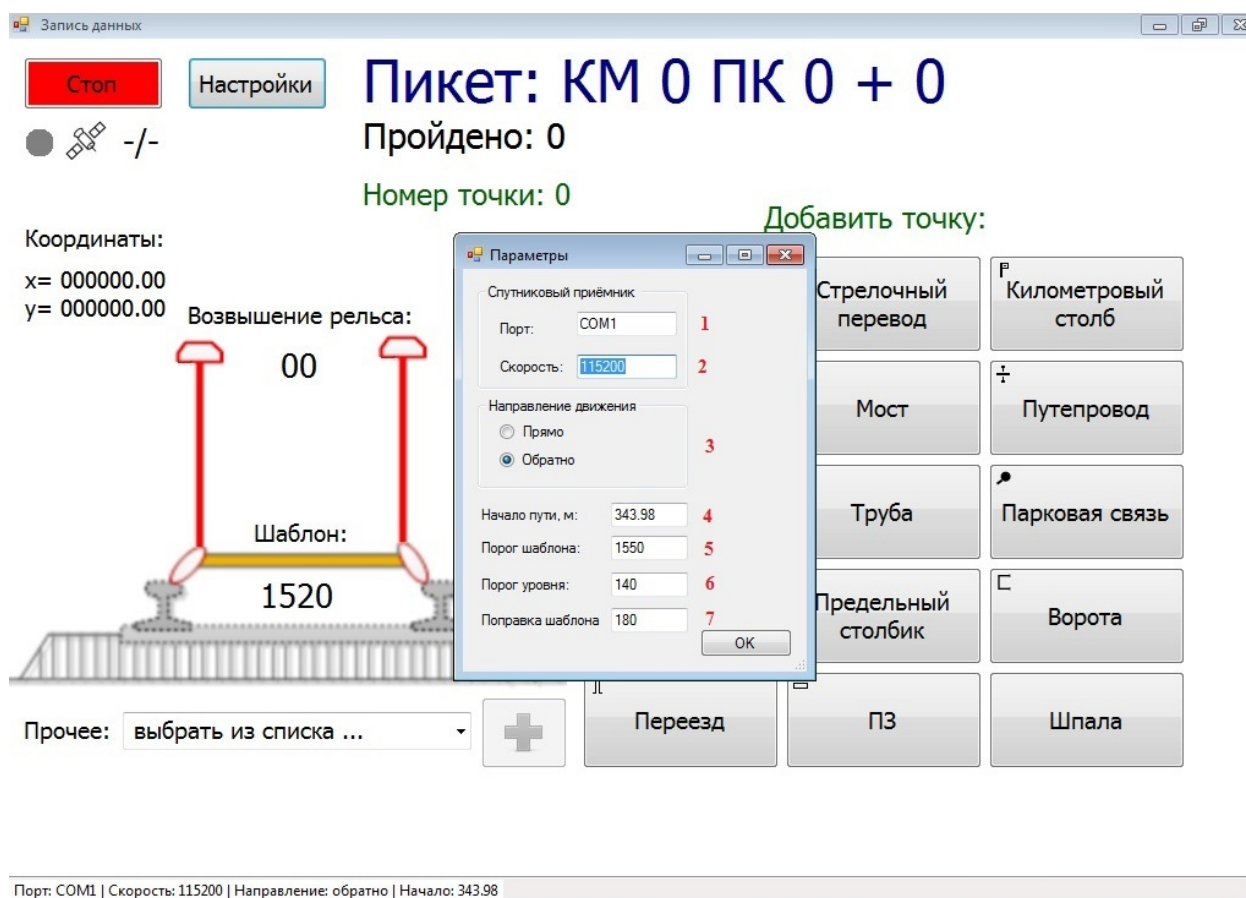 Запись данных
Стоп
Настройки
Пикет: КМ 0 ПК 0 + 0
-/-
Пройдено: 0
Номер точки: 0
Добавить точку:
Координаты:
x= 000000.00
y= 000000.00
Возвышение рельса:
00
Шаблон:
1520
Параметры
Спутниковый приёмник
Порт: COM1 1
Скорость: 115200 2
Направление движения
Прямо
Обратно
3
Начало пути, м: 343.98 4
Порог шаблона: 1550 5
Порог уровня: 140 6
Поправка шаблона 180 7
OK
Стрелочный
перевод
Километровый
столб
Мост
Путепровод
Труба
Парковая связь
Предельный
столбик
Ворота
Переезд
ПЗ
Шпала
Прочее: выбрать из списка ...
Порт: COM1 | Скорость: 115200 | Направление: обратно | Начало: 343.98